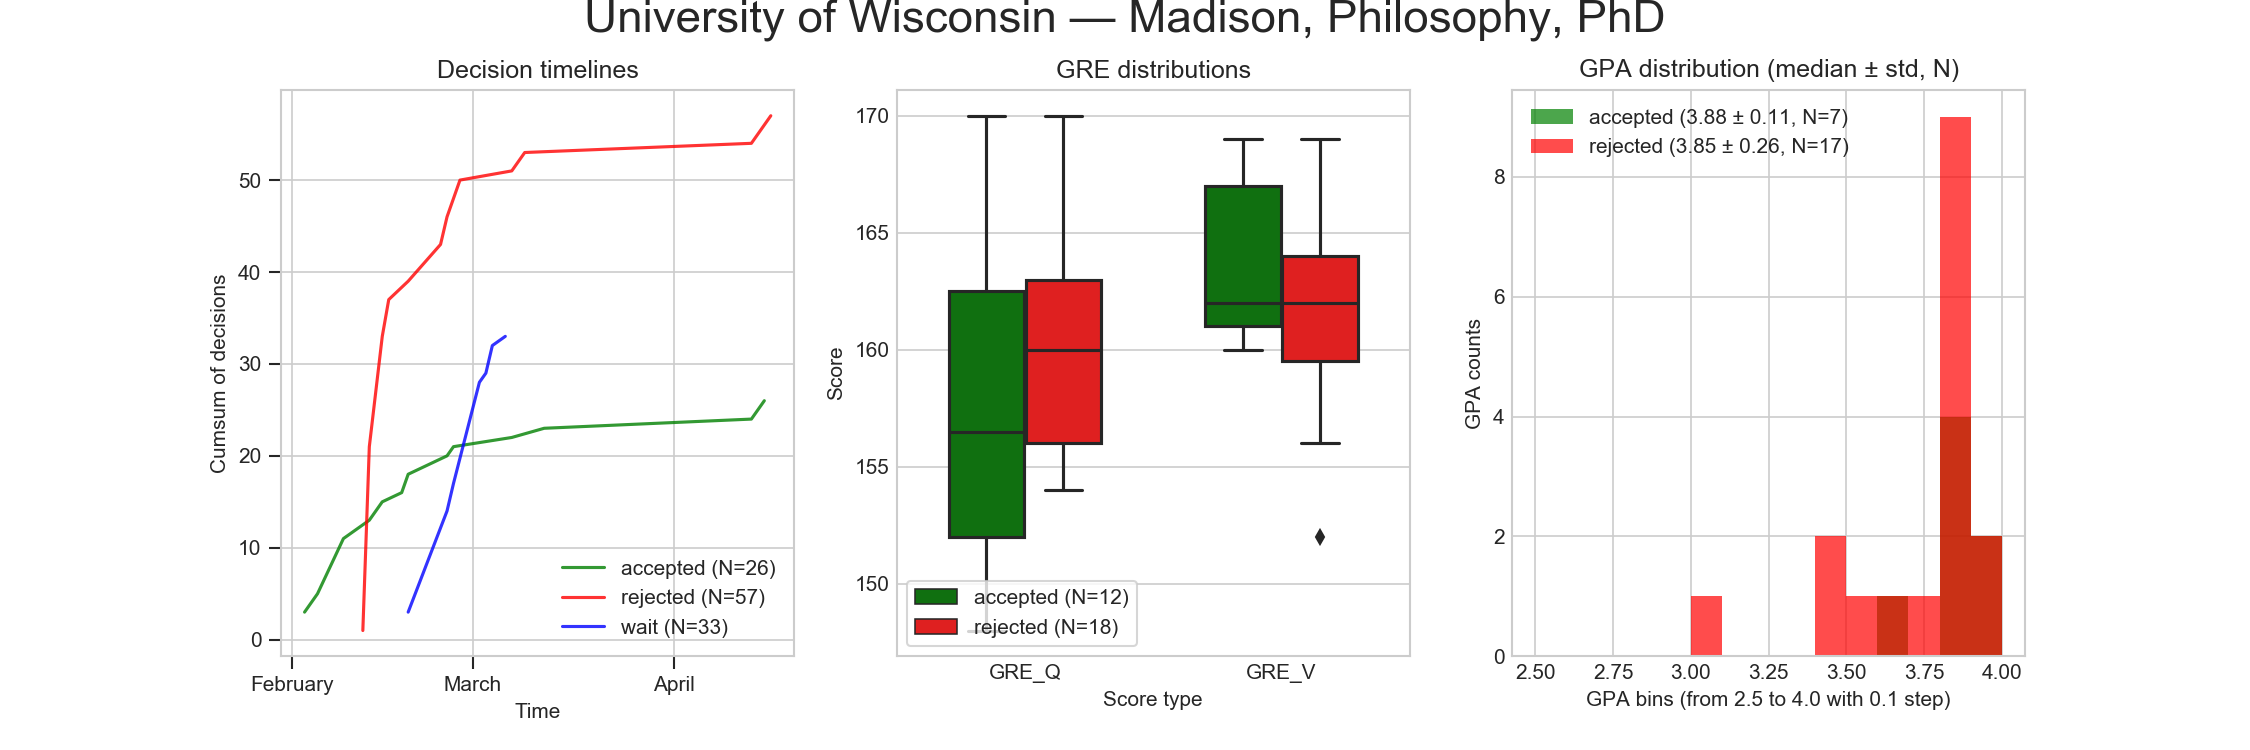 University of Wisconsin — Madison, Philosophy, PhD
Decision timelines
Cumsum of decisions
50
40
30
20
10
0
accepted (N=26)
rejected (N=57)
wait (N=33)
February
March
April
Time
GRE distributions
Score
170
165
160
155
150
accepted (N=12)
rejected (N=18)
GRE_Q
GRE_V
Score type
GPA distribution (median ± std, N)
accepted (3.88 ± 0.11, N=7)
rejected (3.85 ± 0.26, N=17)
GPA counts
8
6
4
2
0
2.50
2.75
3.00
3.25
3.50
3.75
4.00
GPA bins (from 2.5 to 4.0 with 0.1 step)